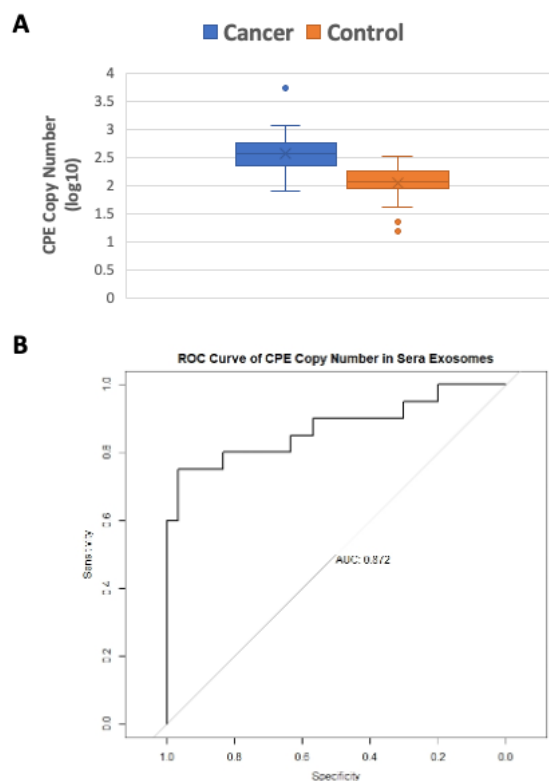 A
Cancer Control
CPE Copy Number
(log10)
4
3.5
3
2.5
2
1.5
1
0.5
0
B
ROC Curve of CPE Copy Number in Sera Exosomes
Sensitivity
1.0
0.8
0.6
0.4
0.2
0.0
AUC: 0.872
1.0 0.8 0.6 0.4 0.2 0.0
Specificity